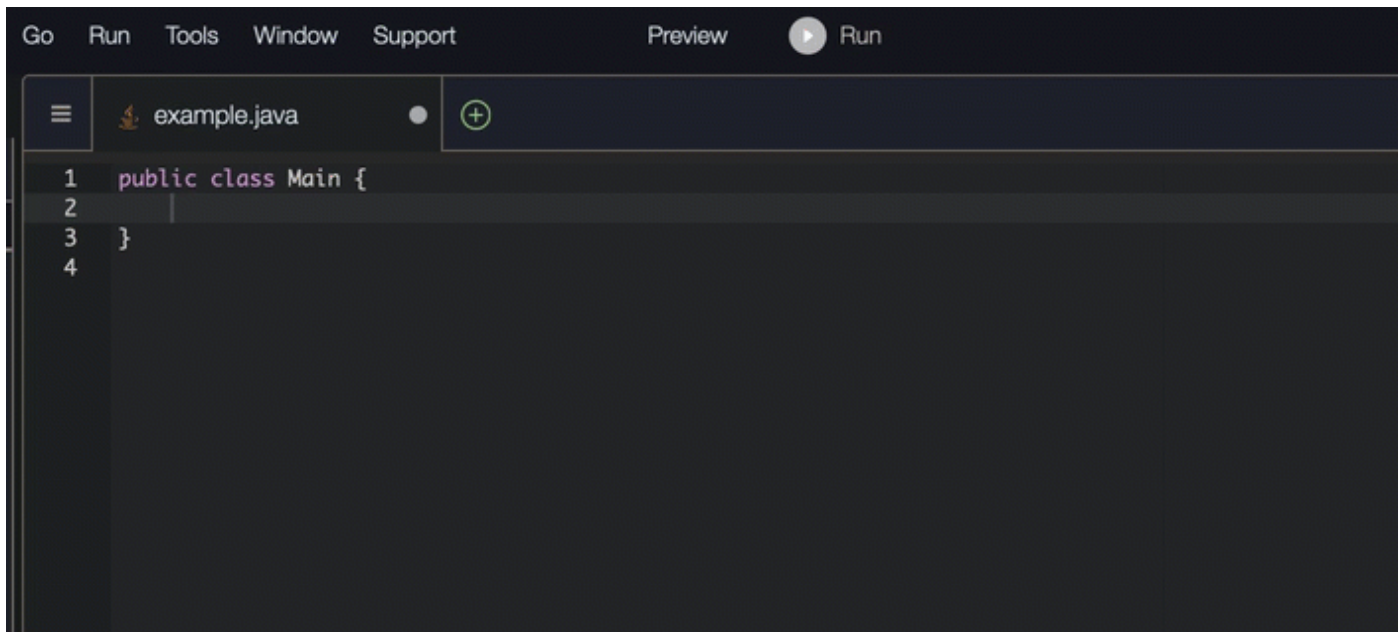 Go Run Tools Window Support Preview Run
example.java
1 public class Main {
2
3 }
4